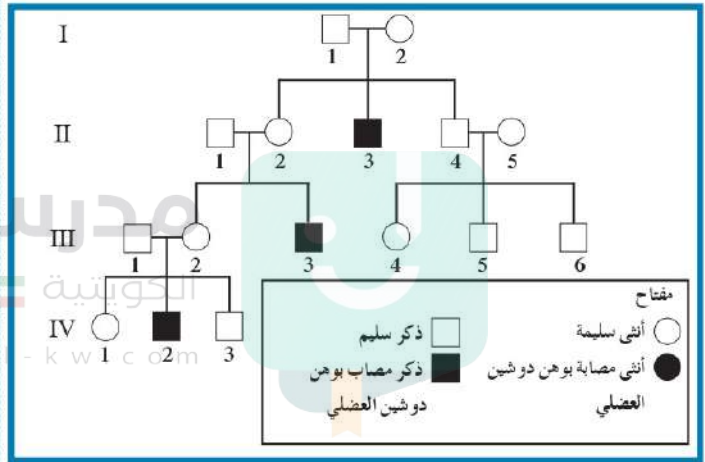 I
1 2
II
1 2 3 4 5
III
1 2 3 4 5 6
IV
1 2 3
مفتاح
أنثى سليمة
ذكر سليم
أنثى مصابة بوهن دوشين العضلي
ذكر مصاب بوهن دوشين العضلي
الكويتية